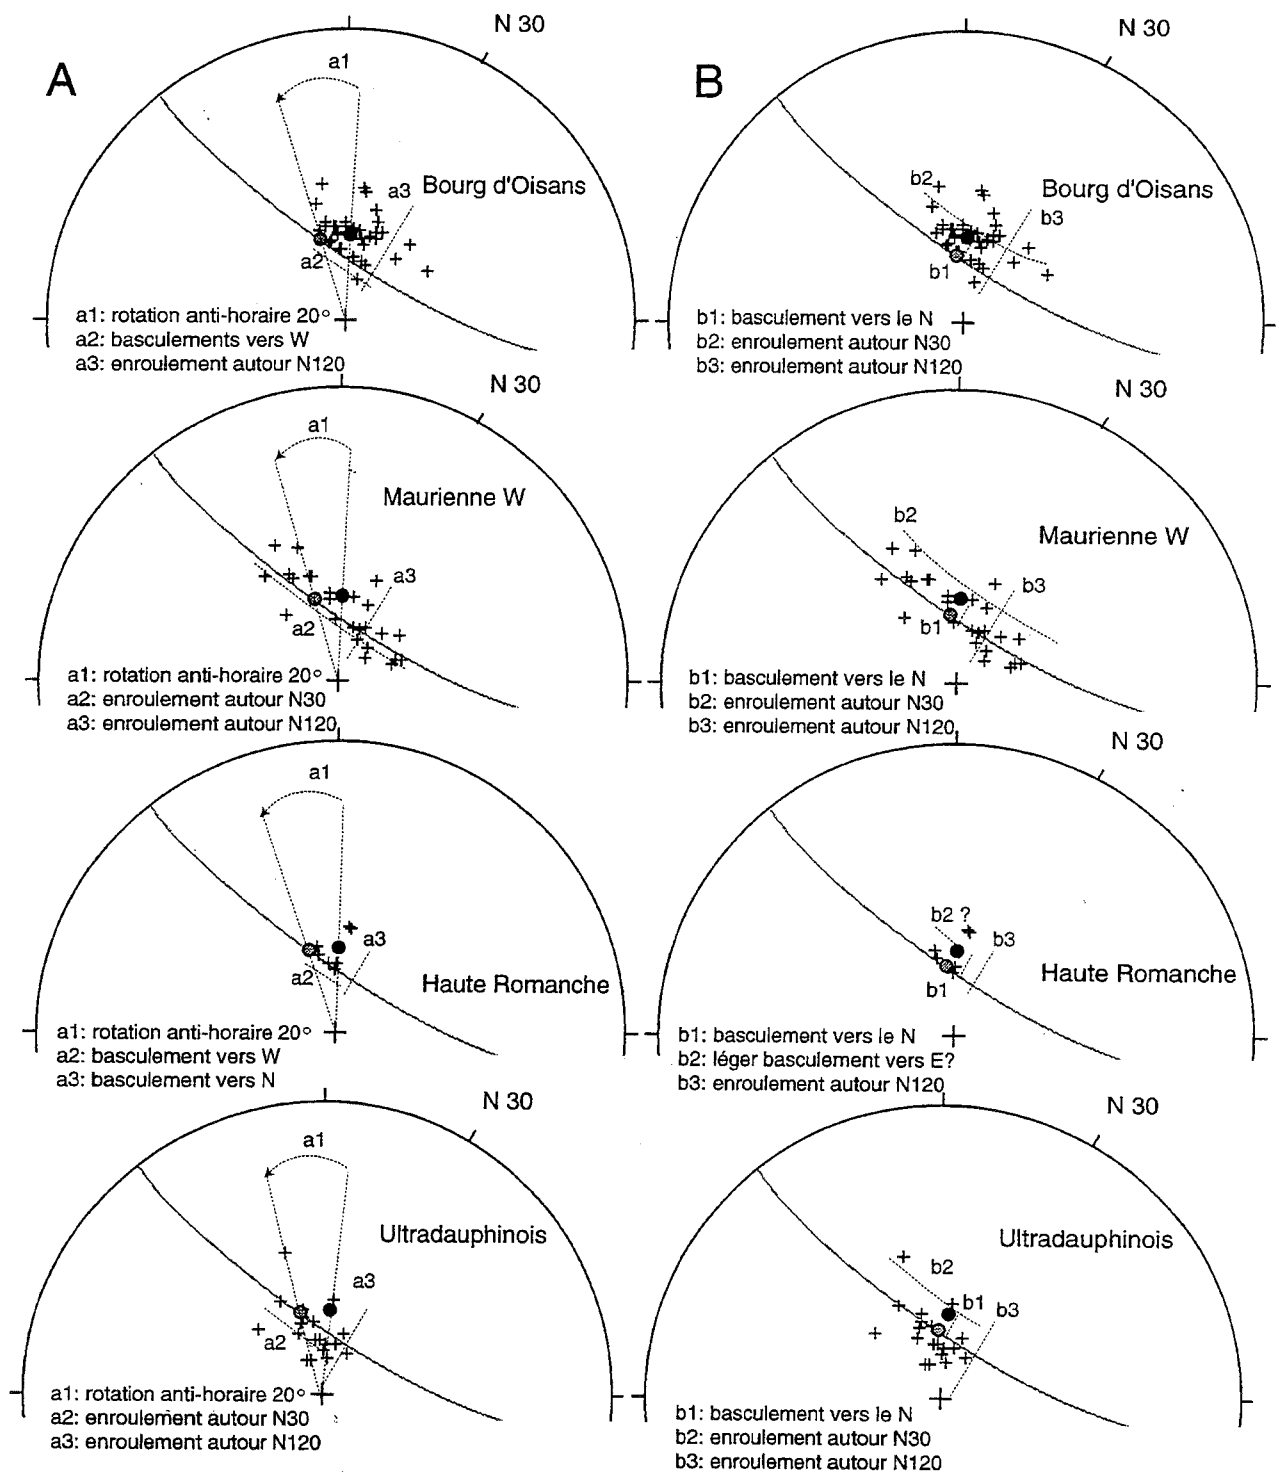 A
N 30
a1
a3
Bourg d'Oisans
a2
a1: rotation anti-horaire 20°
a2: basculements vers W
a3: enroulement autour N120
B
N 30
b2
Bourg d'Oisans
b3
b1
b1: basculement vers le N
b2: enroulement autour N30
b3: enroulement autour N120
N 30
a1
Maurienne W
a3
a2
a1: rotation anti-horaire 20°
a2: enroulement autour N30
a3: enroulement autour N120
N 30
b2
Maurienne W
b3
b1
b1: basculement vers le N
b2: enroulement autour N30
b3: enroulement autour N120
a1
a3
a2
Haute Romanche
a1: rotation anti-horaire 20°
a2: basculement vers W
a3: basculement vers N
N 30
b2 ?
b3
b1
Haute Romanche
b1: basculement vers le N
b2: léger basculement vers E?
b3: enroulement autour N120
N 30
a1
Ultradauphinois
a3
a2
a1: rotation anti-horaire 20°
a2: enroulement autour N30
a3: enroulement autour N120
N 30
Ultradauphinois
b2
b1
b3
b1: basculement vers le N
b2: enroulement autour N30
b3: enroulement autour N120